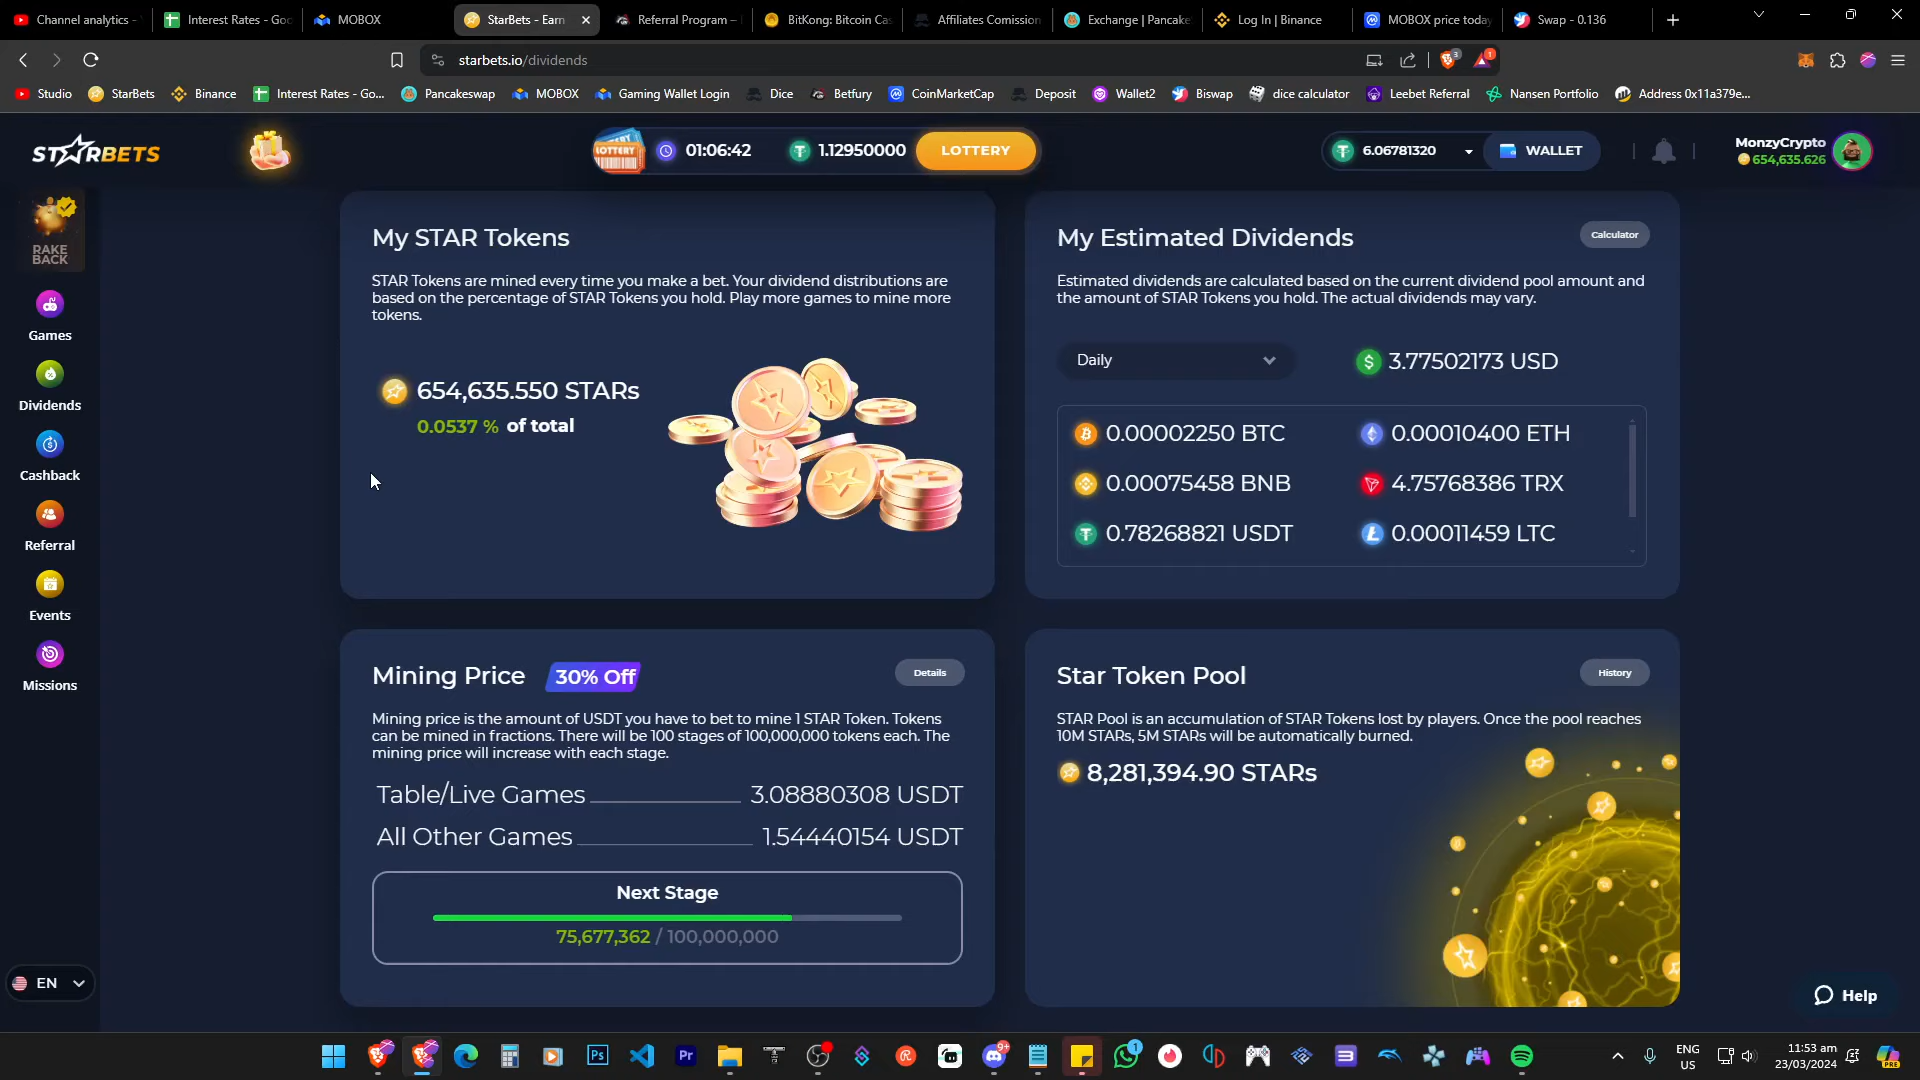 Channel analytics -
Interest Rates - Goo
MOBOX
StarBets - Earn
Referral Program –
BitKong: Bitcoin Cas
Affiliates Comission
Exchange | Pancake
Log In | Binance
MOBOX price today
Swap - 0.136
starbets.io/dividends
3
1
Studio
StarBets
Binance
Interest Rates - Go...
Pancakeswap
MOBOX
Gaming Wallet Login
Dice
Betfury
CoinMarketCap
Deposit
Wallet2
Biswap
dice calculator
Leebet Referral
Nansen Portfolio
Address 0x11a379e...
STARBETS
LOTTERY
01:06:42
1.12950000
LOTTERY
6.06781320
WALLET
MonzyCrypto
654,635.626
RAKE
BACK
Games
Dividends
Cashback
Referral
Events
Missions
EN
My STAR Tokens
STAR Tokens are mined every time you make a bet. Your dividend distributions are
based on the percentage of STAR Tokens you hold. Play more games to mine more
tokens.
654,635.550 STARs
0.0537 % of total
My Estimated Dividends
Calculator
Estimated dividends are calculated based on the current dividend pool amount and
the amount of STAR Tokens you hold. The actual dividends may vary.
Daily
3.77502173 USD
0.00002250 BTC
0.00010400 ETH
0.00075458 BNB
4.75768386 TRX
0.78268821 USDT
0.00011459 LTC
Mining Price
30% Off
Details
Mining price is the amount of USDT you have to bet to mine 1 STAR Token. Tokens
can be mined in fractions. There will be 100 stages of 100,000,000 tokens each. The
mining price will increase with each stage.
Table/Live Games 3.08880308 USDT
All Other Games 1.54440154 USDT
Next Stage
75,677,362 / 100,000,000
Star Token Pool
History
STAR Pool is an accumulation of STAR Tokens lost by players. Once the pool reaches
10M STARs, 5M STARs will be automatically burned.
8,281,394.90 STARs
Help
Ps
Pr
9+
1
ENG
US
11:53 am
23/03/2024
PRE